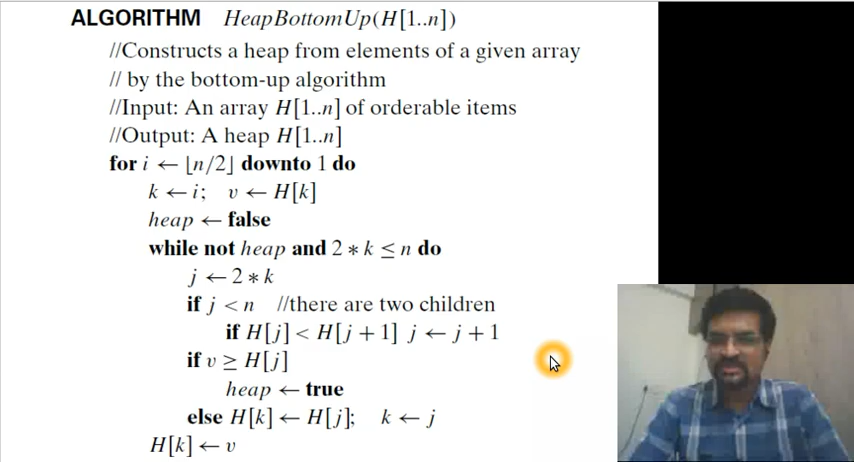 ALGORITHM HeapBottomUp(H[1..n])
//Constructs a heap from elements of a given array
// by the bottom-up algorithm
//Input: An array H[1..n] of orderable items
//Output: A heap H[1..n]
for i ← ⌊n/2⌋ downto 1 do
k ← i; v ← H[k]
heap ← false
while not heap and 2 * k ≤ n do
j ← 2 * k
if j < n //there are two children
if H[j] < H[j + 1] j ← j + 1
if v ≥ H[j]
heap ← true
else H[k] ← H[j]; k ← j
H[k] ← v